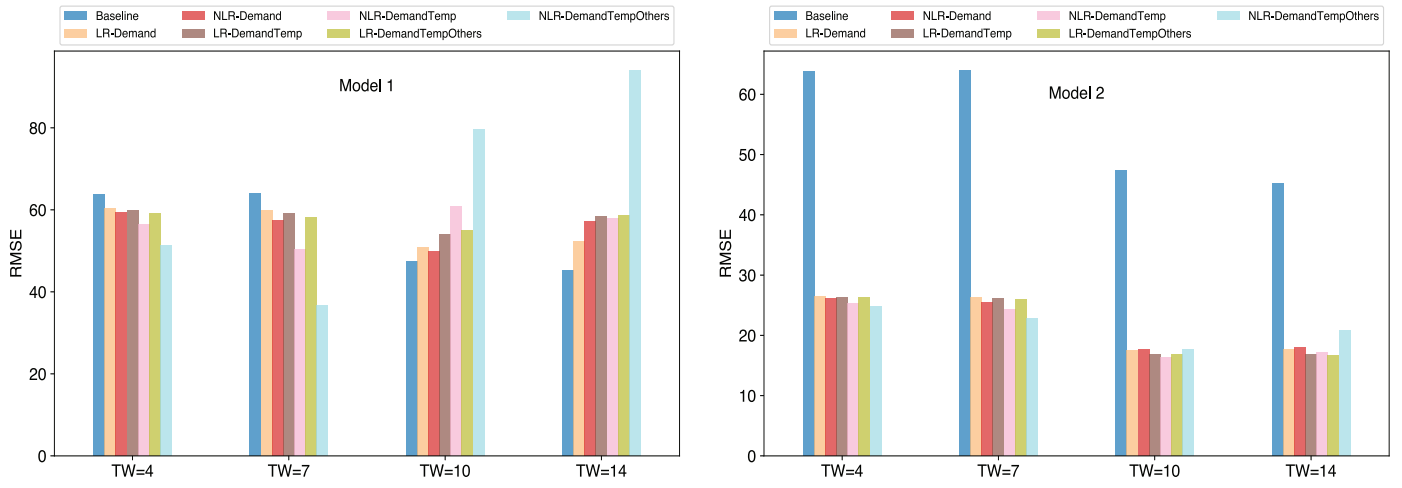 Baseline NLR-Demand NLR-DemandTemp NLR-DemandTempOthers
LR-Demand LR-DemandTemp LR-DemandTempOthers
Model 1
RMSE
80
60
40
20
0
TW=4 TW=7 TW=10 TW=14
Baseline NLR-Demand NLR-DemandTemp NLR-DemandTempOthers
LR-Demand LR-DemandTemp LR-DemandTempOthers
Model 2
RMSE
60
50
40
30
20
10
0
TW=4 TW=7 TW=10 TW=14